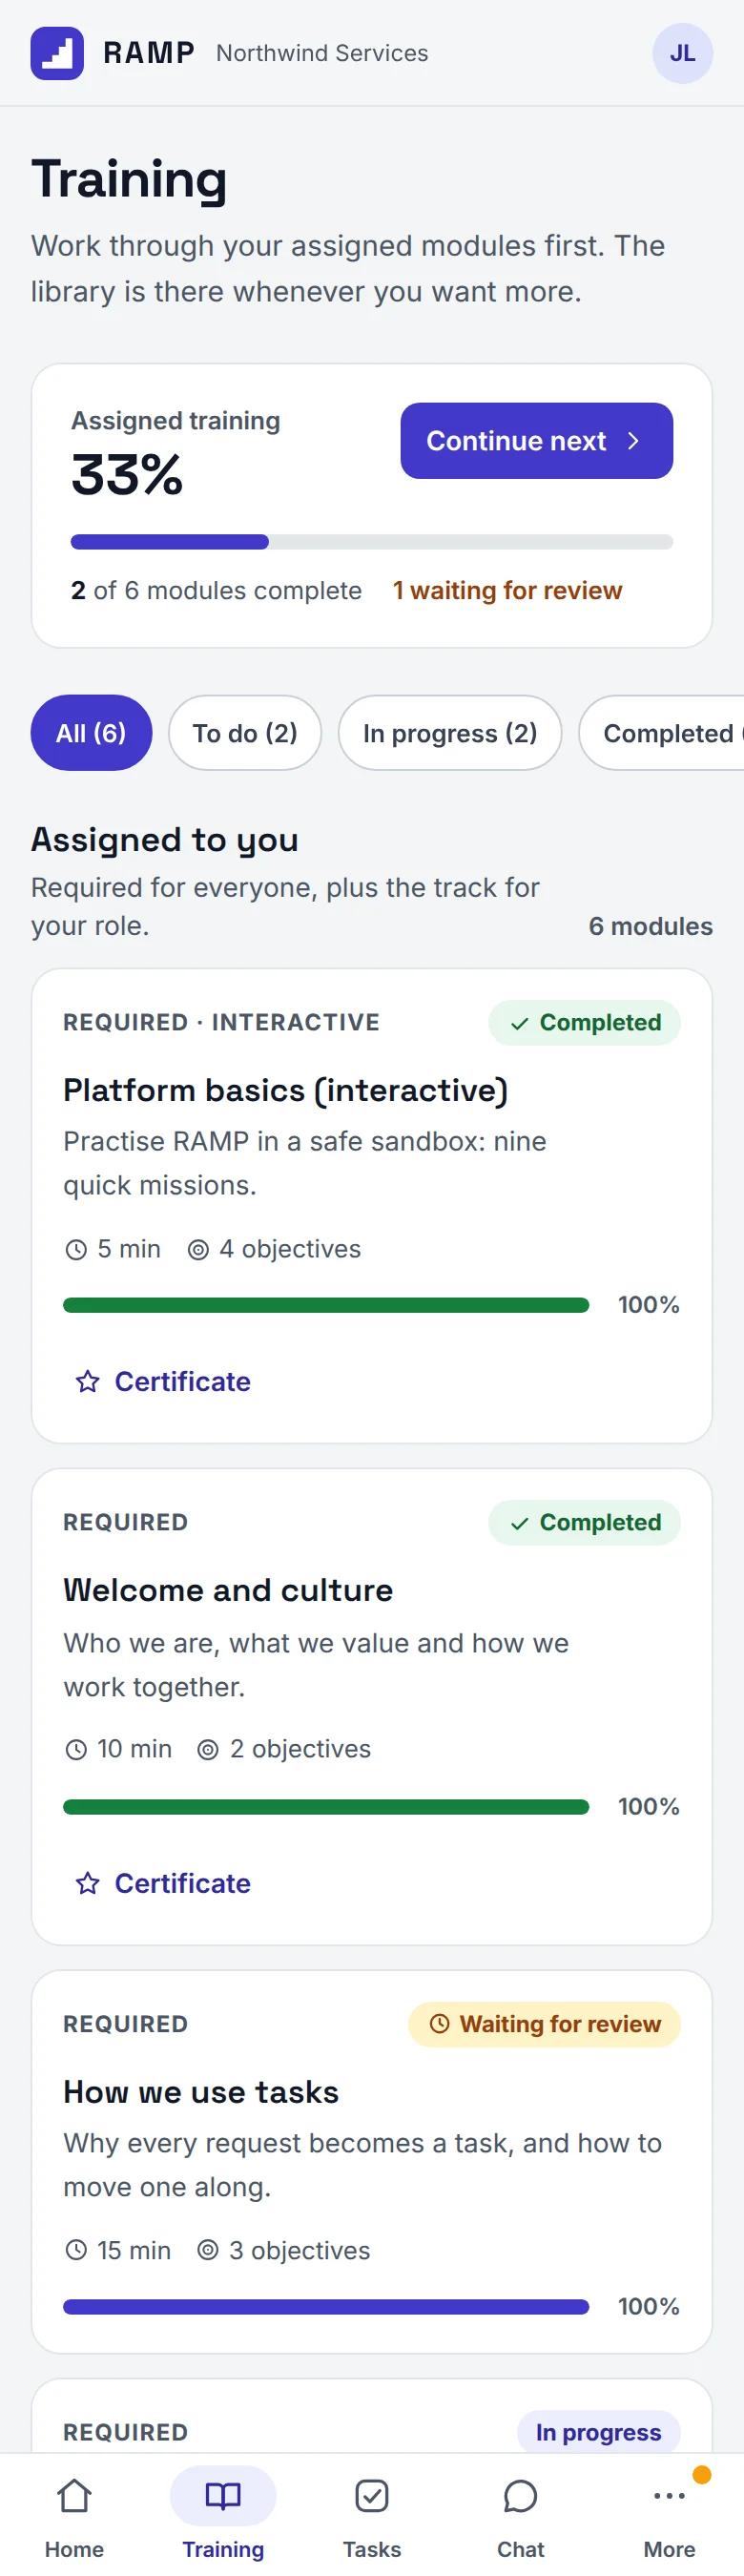 RAMP Northwind Services JL
Training
Work through your assigned modules first. The
library is there whenever you want more.
Assigned training
33%
Continue next
2 of 6 modules complete 1 waiting for review
All (6) To do (2) In progress (2) Completed (
Assigned to you
Required for everyone, plus the track for
your role.
6 modules
REQUIRED · INTERACTIVE Completed
Platform basics (interactive)
Practise RAMP in a safe sandbox: nine
quick missions.
5 min 4 objectives
100%
Certificate
REQUIRED Completed
Welcome and culture
Who we are, what we value and how we
work together.
10 min 2 objectives
100%
Certificate
REQUIRED Waiting for review
How we use tasks
Why every request becomes a task, and how to
move one along.
15 min 3 objectives
100%
REQUIRED In progress
Home Training Tasks Chat More